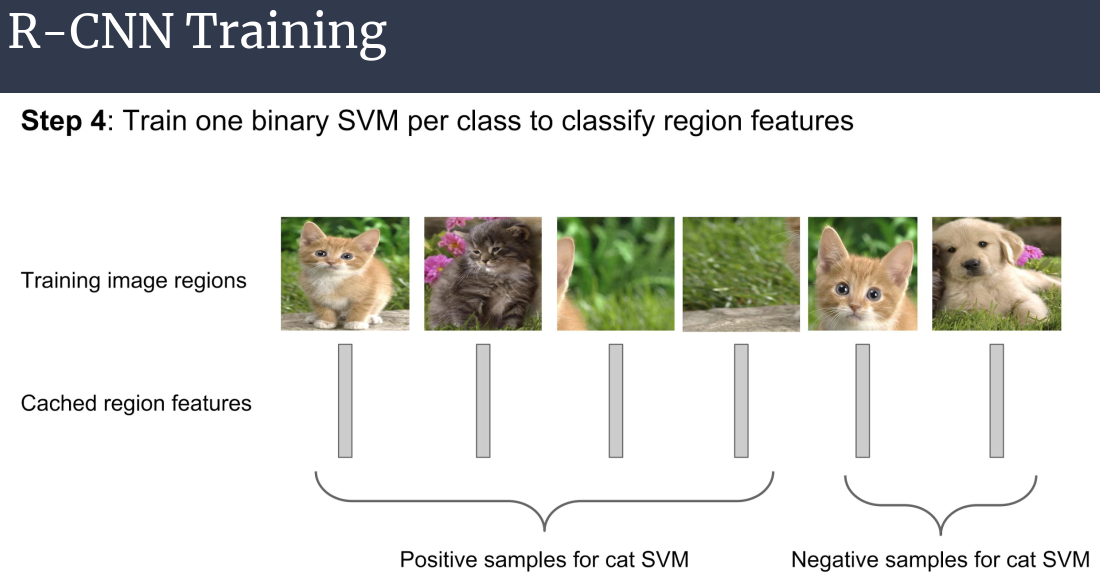 R-CNN Training
Step 4: Train one binary SVM per class to classify region features
Training image regions
Cached region features
Positive samples for cat SVM
Negative samples for cat SVM